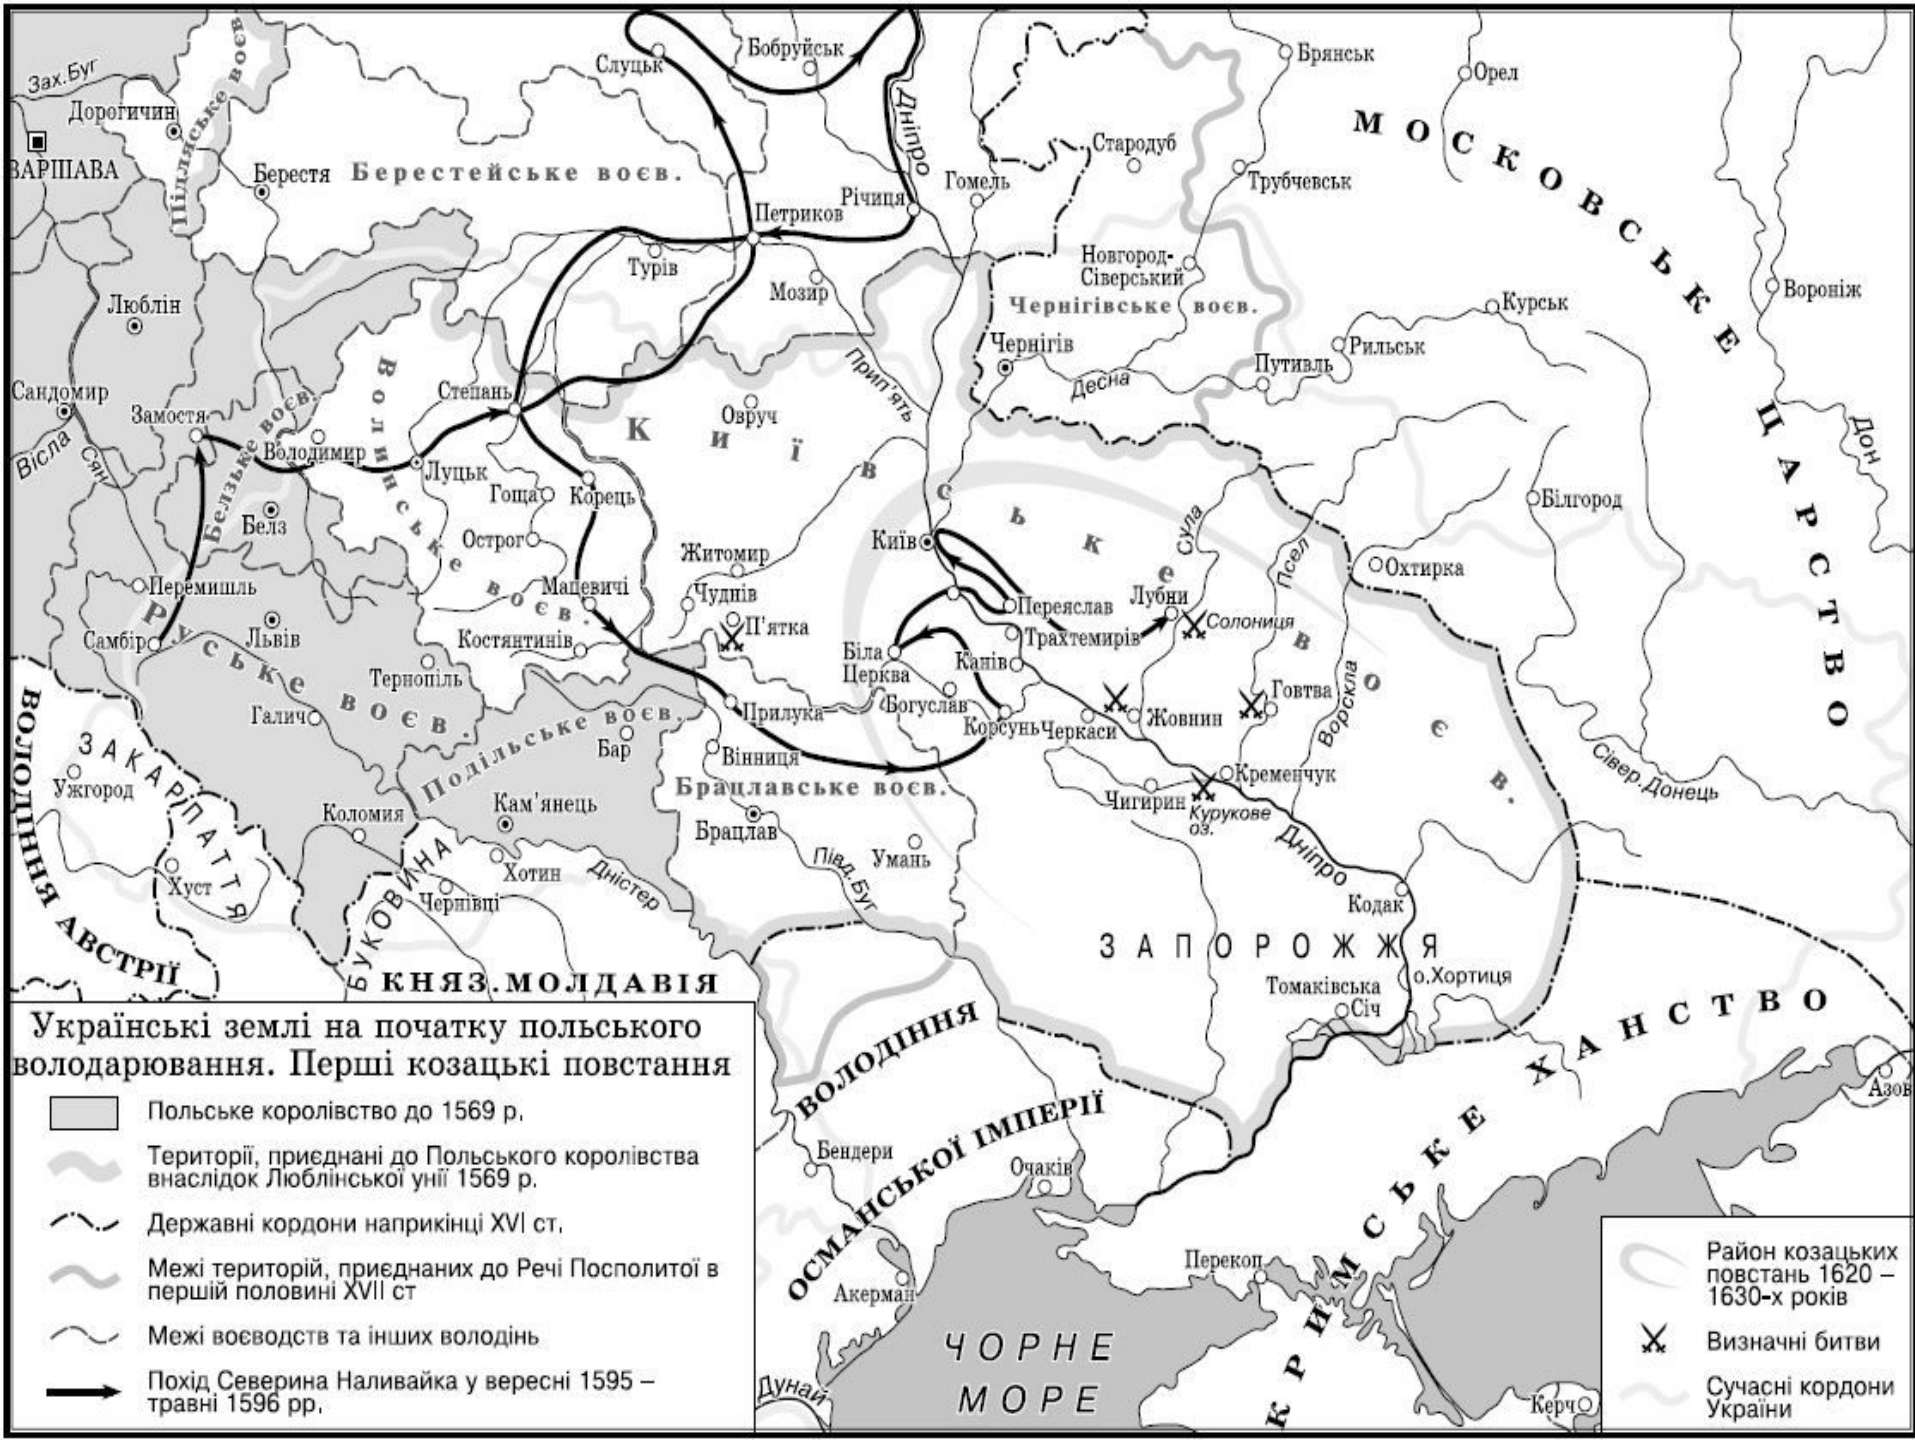 Зах.Буг
Дорогичин
ВАРШАВА
Підляське воєв.
Берестя
Берестейське воєв.
Слуцьк
Бобруйськ
Дніпро
Річиця
Гомель
Петриков
Турів
Мозир
Стародуб
Брянськ
Орел
Трубчевськ
МОСКОВСЬКЕ ЦАРСТВО
Новгород-
Сіверський
Чернігівське воєв.
Чернігів
Десна
Путивль
Рильськ
Курськ
Вороніж
Дон
Люблін
Сандомир
Вісла
Сян
Замостя
Белзьке воєв.
Володимир
Волинське воєв.
Луцьк
Степань
Белз
Гоща
Корець
Острог
Овруч
Прип'ять
Київське воєв.
Київ
Житомир
Чуднів
П'ятка
Мацевичі
Костянтинів
Перемишль
Самбір
Львів
Руське воєв.
Тернопіль
Галич
Подільське воєв.
Бар
Прилука
Вінниця
Брацлавське воєв.
Брацлав
Умань
Півд.Буг
Біла
Церква
Богуслав
Корсунь
Канів
Трахтемирів
Переяслав
Лубни
Солониця
Сула
Псел
Ворскла
Говтва
Жовнин
Черкаси
Чигирин
Кременчук
Курукове
оз.
Дніпро
Охтирка
Білгород
Сівер.Донець
ВОЛОДІННЯ АВСТРІЇ
ЗАКАРПАТТЯ
Ужгород
Хуст
Коломия
Кам'янець
Хотин
Чернівці
БУКОВИНА
Дністер
КНЯЗ.МОЛДАВІЯ
Кодак
ЗАПОРОЖЖЯ
о.Хортиця
Томаківська
Січ
ВОЛОДІННЯ
ОСМАНСЬКОЇ ІМПЕРІЇ
Бендери
Очаків
Акерман
Дунай
Перекоп
КРИМСЬКЕ ХАНСТВО
Азов
Керч
ЧОРНЕ
МОРЕ
Українські землі на початку польського
володарювання. Перші козацькі повстання
Польське королівство до 1569 р.
Території, приєднані до Польського королівства
внаслідок Люблінської унії 1569 р.
Державні кордони наприкінці XVI ст.
Межі територій, приєднаних до Речі Посполитої в
першій половині XVII ст
Межі воєводств та інших володінь
Похід Северина Наливайка у вересні 1595 –
травні 1596 рр.
Район козацьких
повстань 1620 –
1630-х років
Визначні битви
Сучасні кордони
України